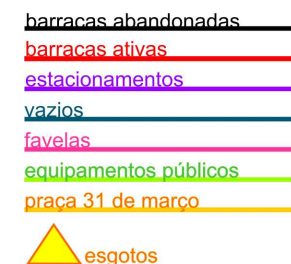 barracas abandonadas
barracas ativas
estacionamentos
vazios
favelas
equipamentos públicos
praça 31 de março
esgotos